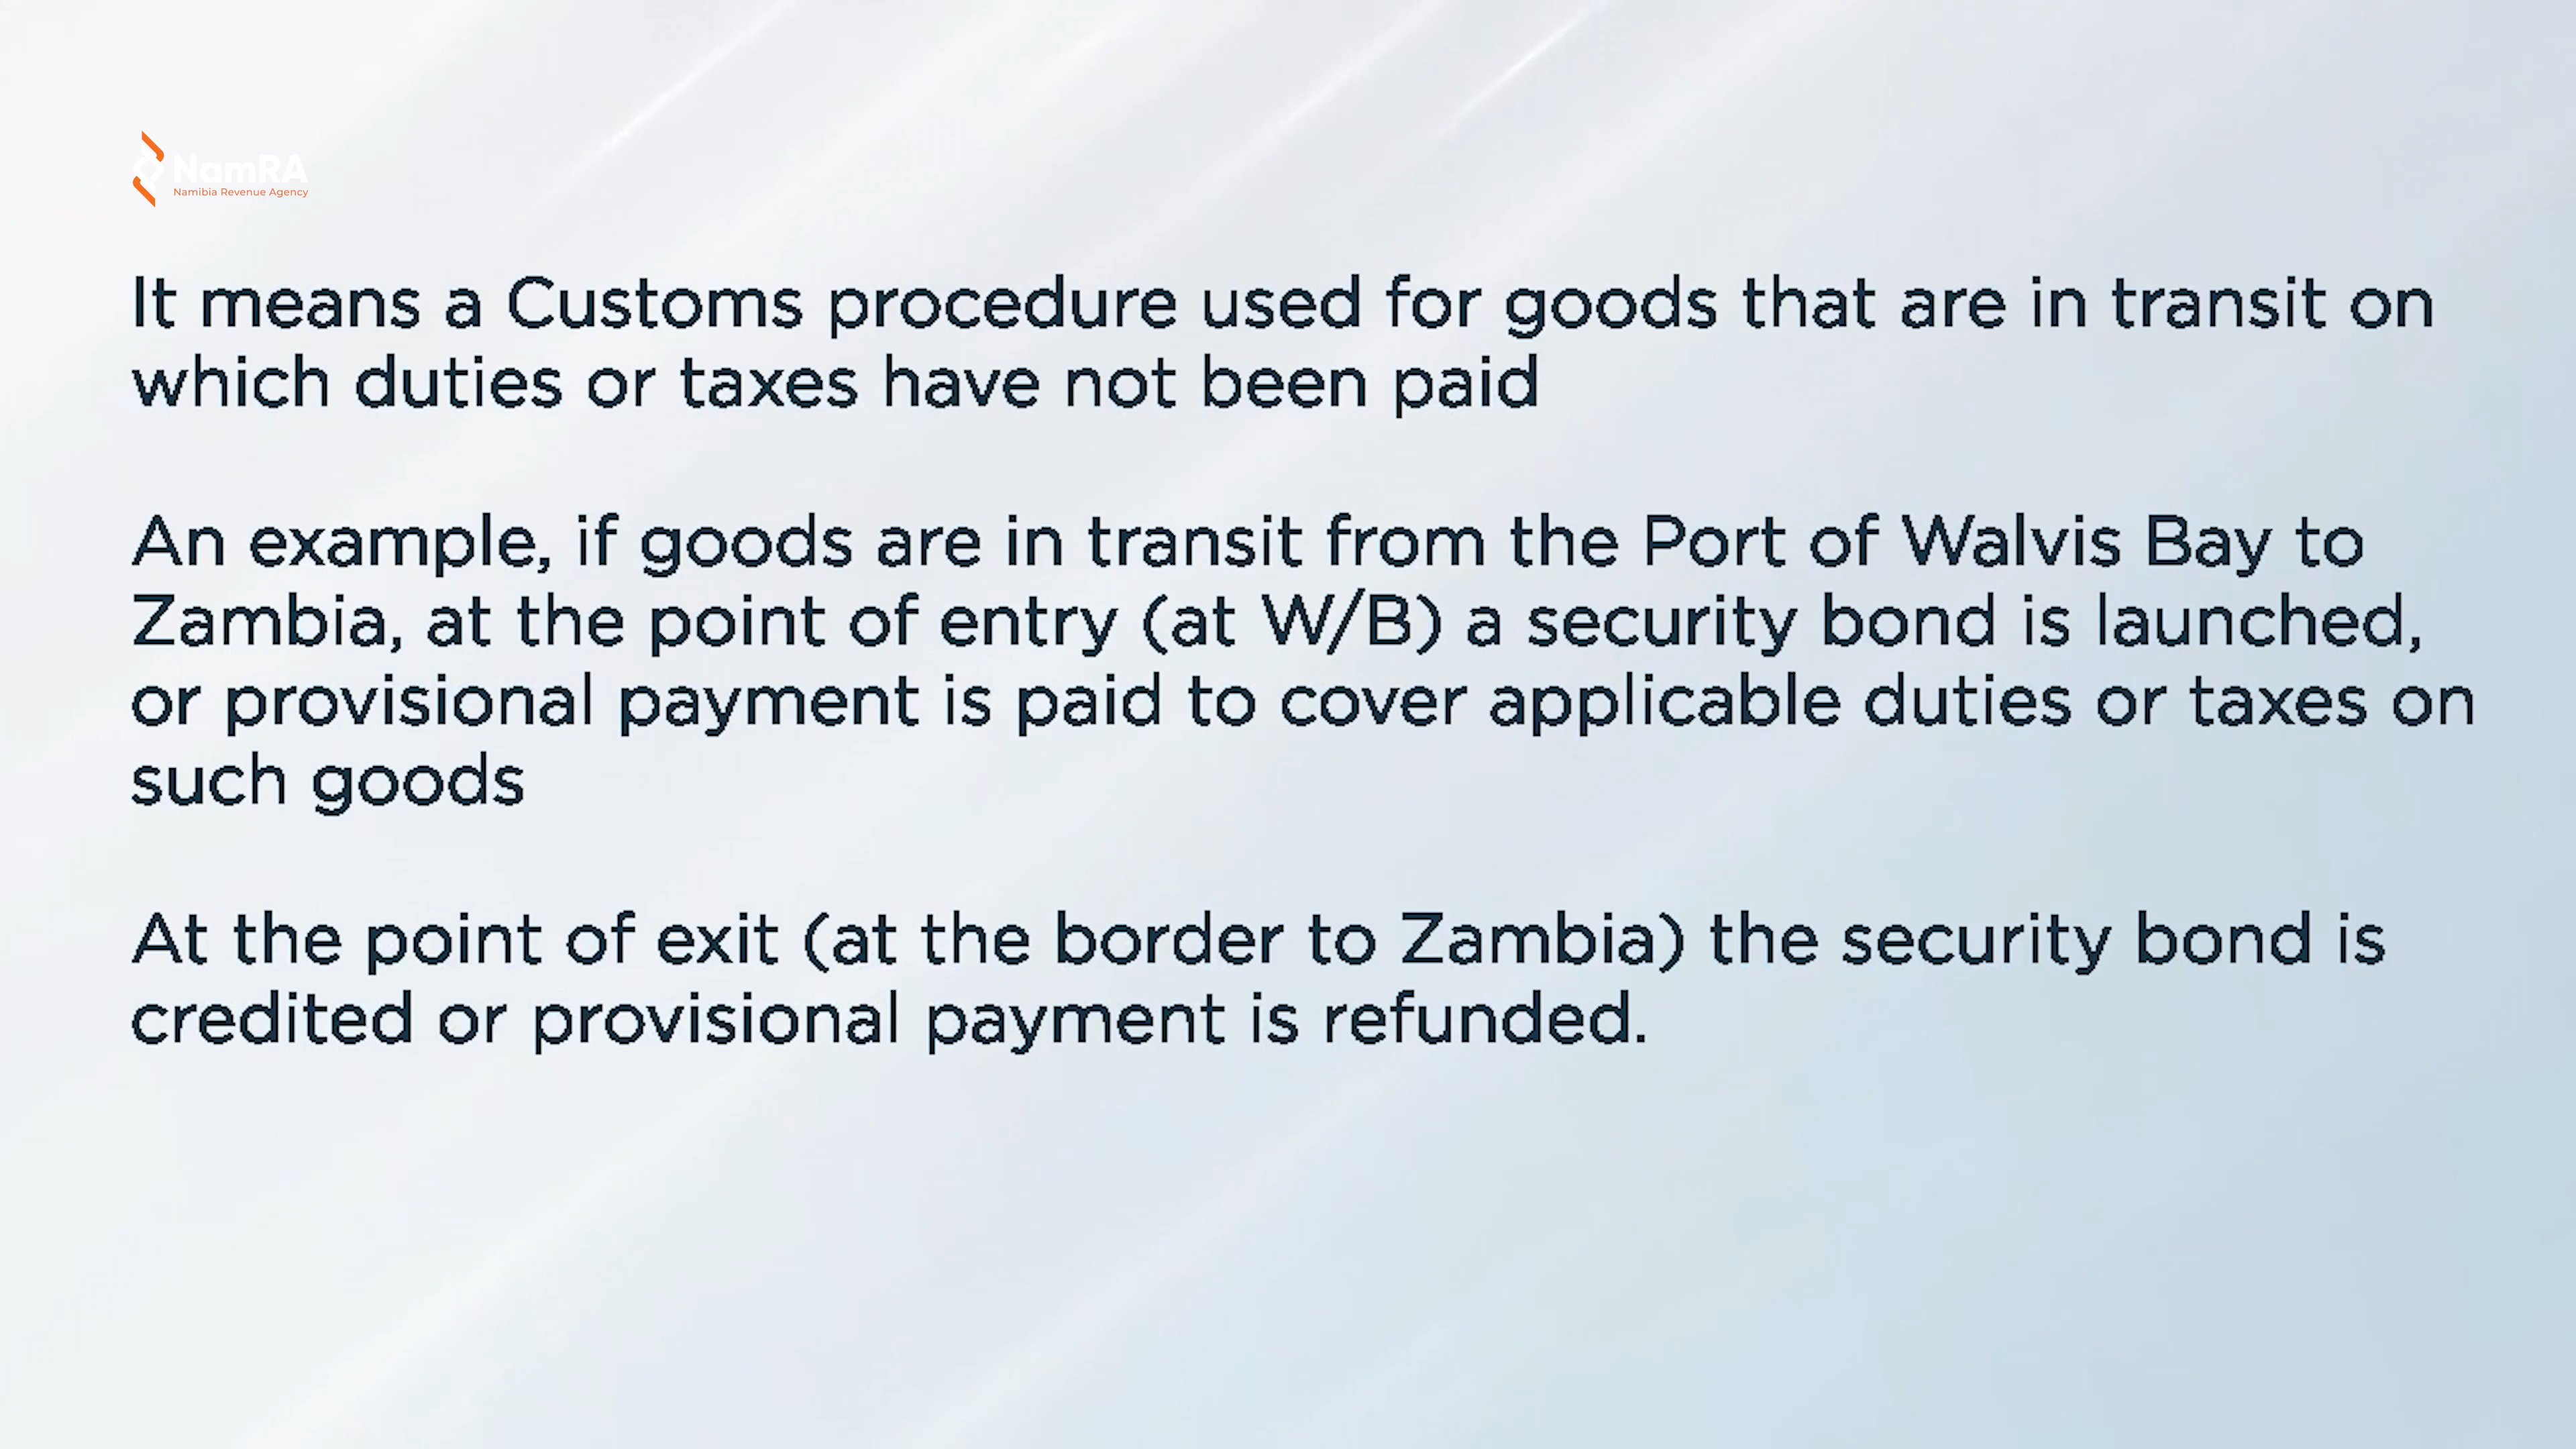 NamRA
Namibia Revenue Agency
It means a Customs procedure used for goods that are in transit on
which duties or taxes have not been paid
An example, if goods are in transit from the Port of Walvis Bay to
Zambia, at the point of entry (at W/B) a security bond is launched,
or provisional payment is paid to cover applicable duties or taxes on
such goods
At the point of exit (at the border to Zambia) the security bond is
credited or provisional payment is refunded.